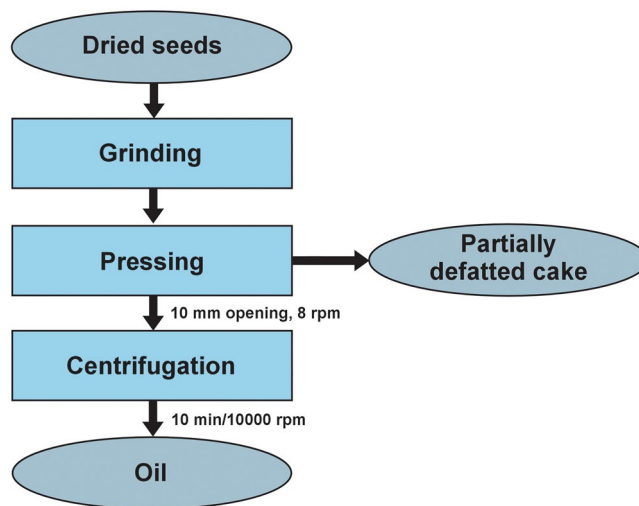 Dried seeds
Grinding
Pressing
Partially
defatted cake
10 mm opening, 8 rpm
Centrifugation
10 min/10000 rpm
Oil